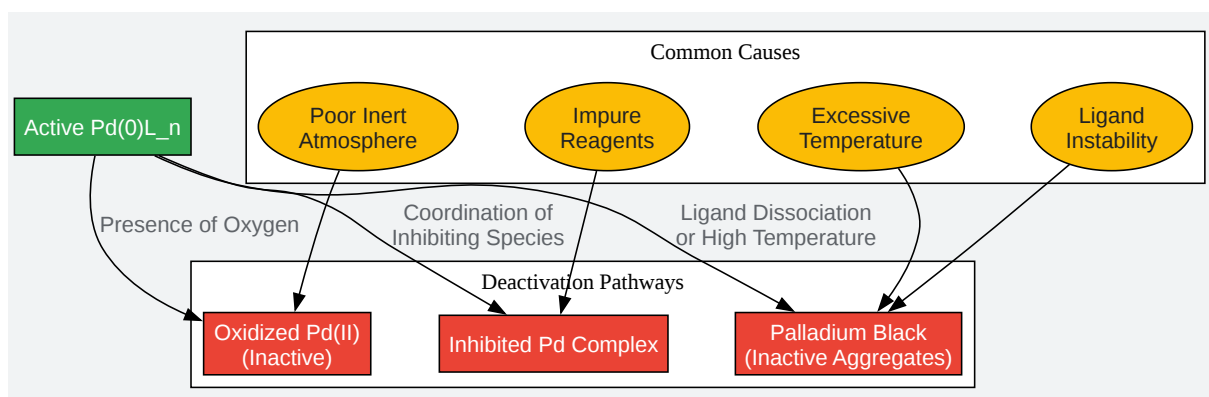 Common Causes
Active Pd(0)L_n
Poor Inert
Atmosphere
Impure
Reagents
Excessive
Temperature
Ligand
Instability
Presence of Oxygen
Coordination of
Inhibiting Species
Ligand Dissociation
or High Temperature
Deactivation Pathways
Oxidized Pd(II)
(Inactive)
Inhibited Pd Complex
Palladium Black
(Inactive Aggregates)